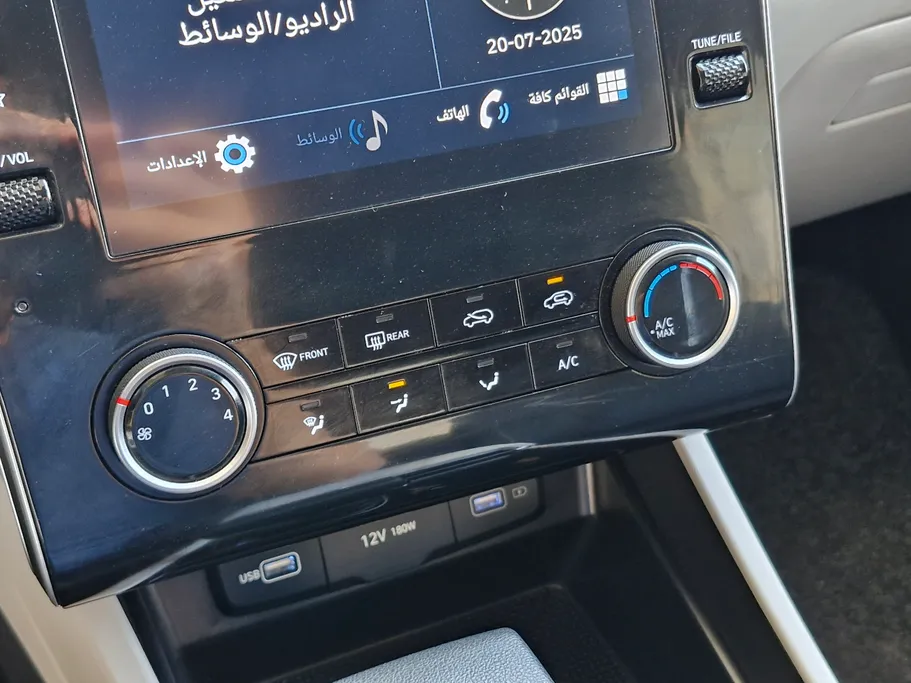 الراديو/الوسائط
20-07-2025
TUNE/FILE
القوائم كافة
الهاتف
الوسائط
الإعدادات
/VOL
FRONT
REAR
A/C
A/C
MAX
0 1 2 3 4
USB
12V 180W